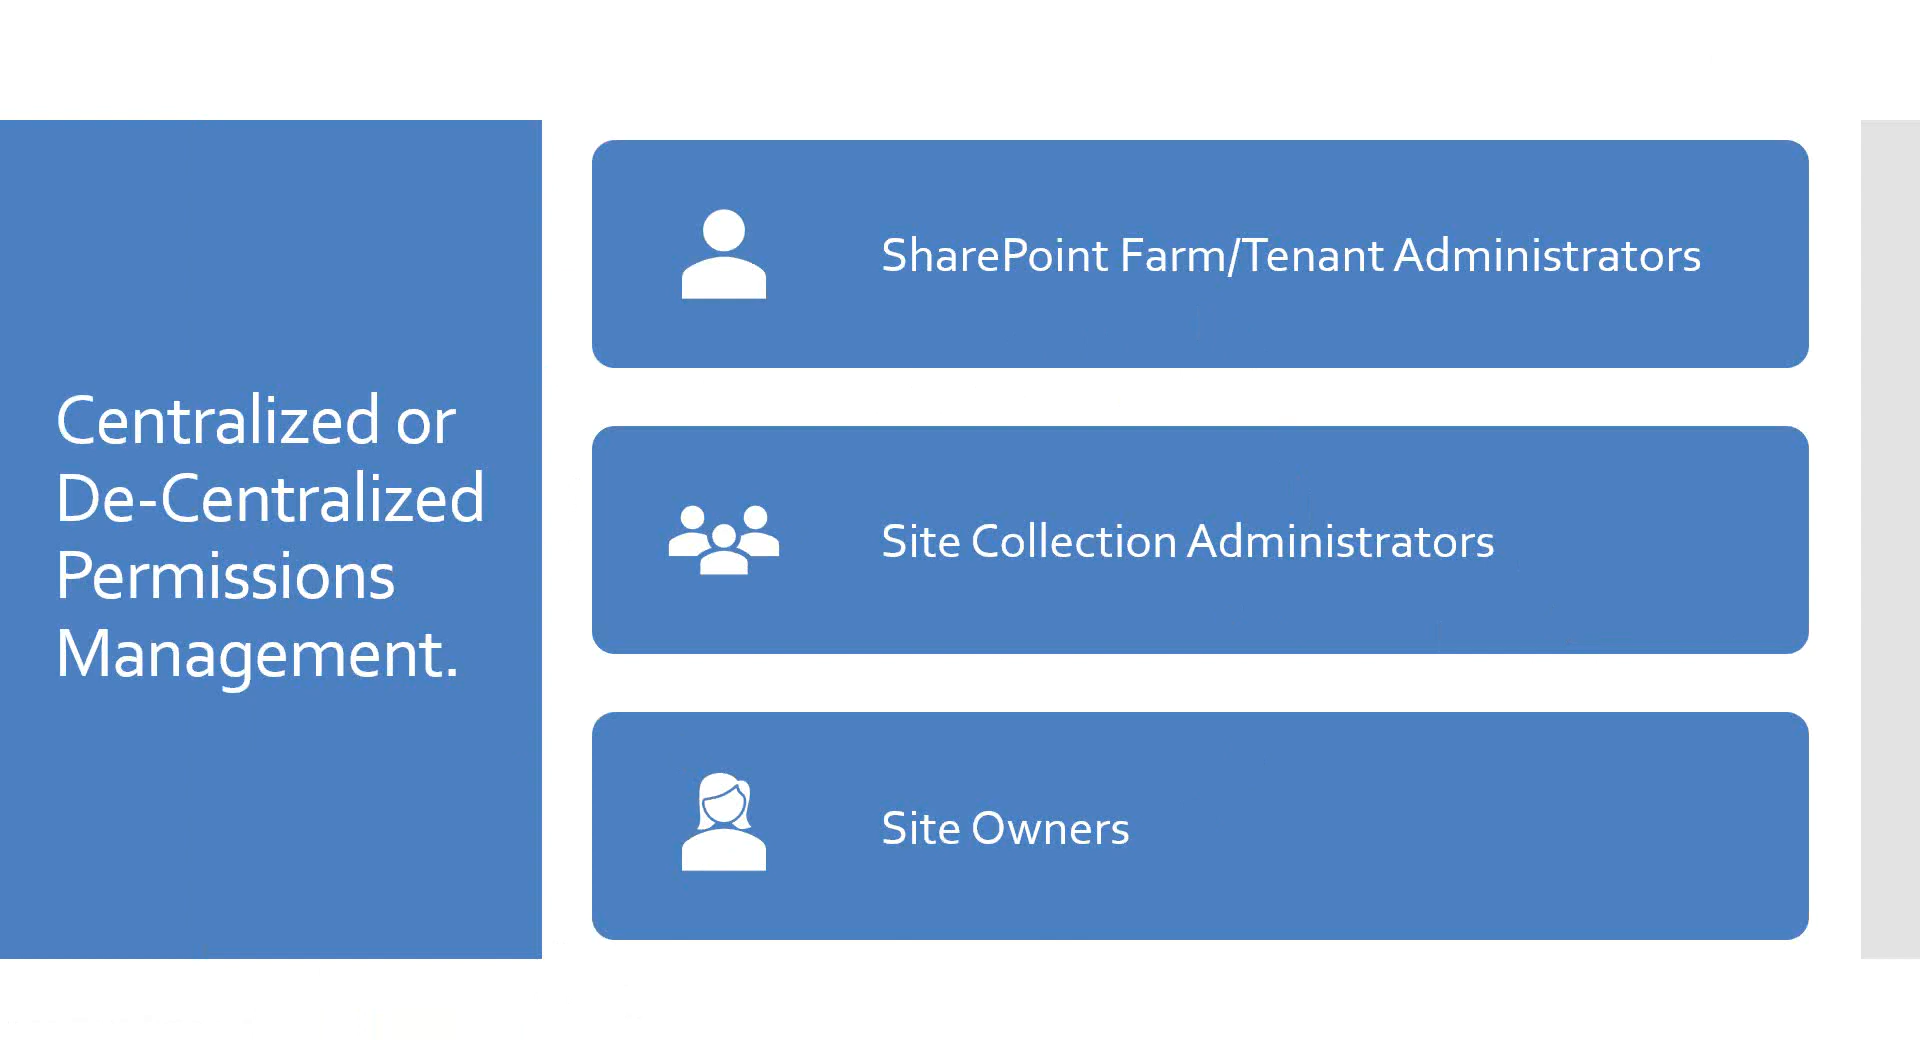 Centralized or
De-Centralized
Permissions
Management.
SharePoint Farm/Tenant Administrators
Site Collection Administrators
Site Owners